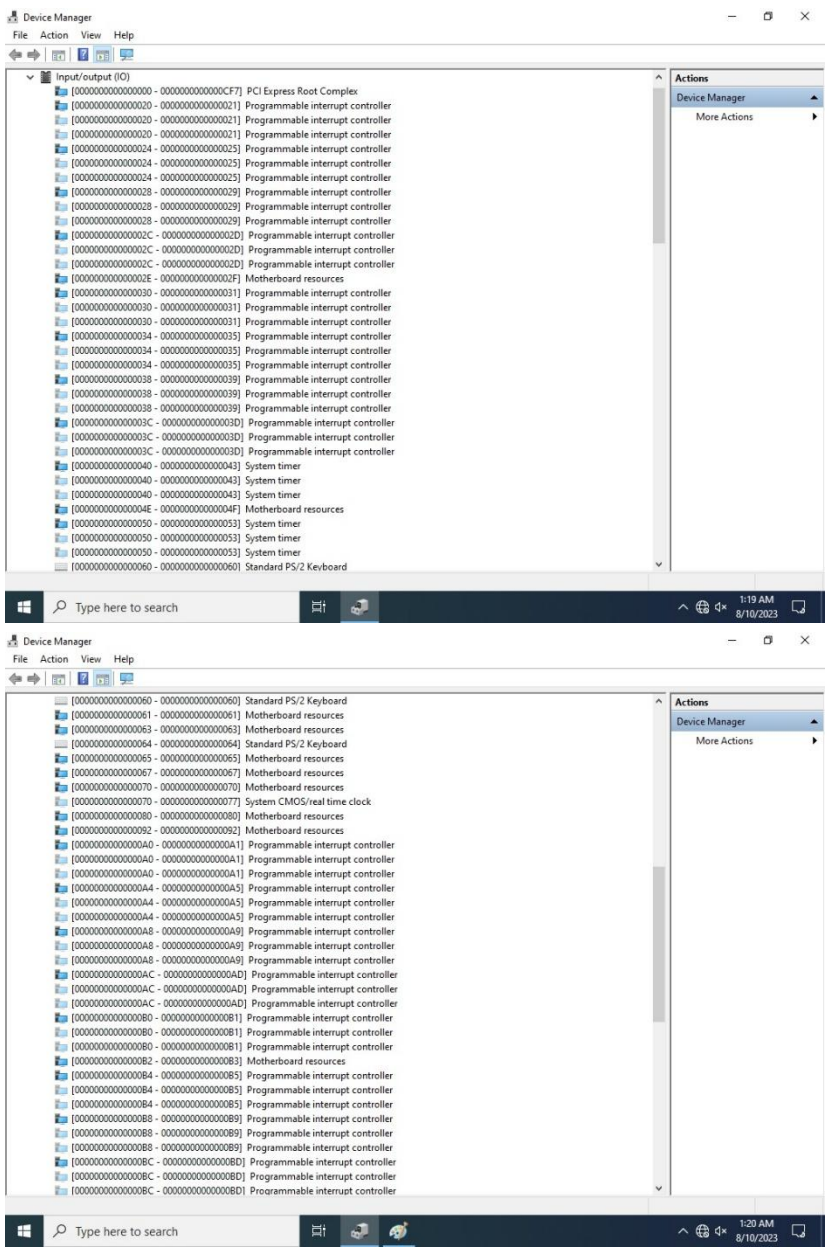 Device Manager
File Action View Help
Input/output (IO)
[0000000000000000 - 0000000000000CF7] PCI Express Root Complex
[0000000000000020 - 0000000000000021] Programmable interrupt controller
[0000000000000020 - 0000000000000021] Programmable interrupt controller
[0000000000000020 - 0000000000000021] Programmable interrupt controller
[0000000000000024 - 0000000000000025] Programmable interrupt controller
[0000000000000024 - 0000000000000025] Programmable interrupt controller
[0000000000000024 - 0000000000000025] Programmable interrupt controller
[0000000000000028 - 0000000000000029] Programmable interrupt controller
[0000000000000028 - 0000000000000029] Programmable interrupt controller
[0000000000000028 - 0000000000000029] Programmable interrupt controller
[000000000000002C - 000000000000002D] Programmable interrupt controller
[000000000000002C - 000000000000002D] Programmable interrupt controller
[000000000000002C - 000000000000002D] Programmable interrupt controller
[000000000000002E - 000000000000002F] Motherboard resources
[0000000000000030 - 0000000000000031] Programmable interrupt controller
[0000000000000030 - 0000000000000031] Programmable interrupt controller
[0000000000000030 - 0000000000000031] Programmable interrupt controller
[0000000000000034 - 0000000000000035] Programmable interrupt controller
[0000000000000034 - 0000000000000035] Programmable interrupt controller
[0000000000000034 - 0000000000000035] Programmable interrupt controller
[0000000000000038 - 0000000000000039] Programmable interrupt controller
[0000000000000038 - 0000000000000039] Programmable interrupt controller
[0000000000000038 - 0000000000000039] Programmable interrupt controller
[000000000000003C - 000000000000003D] Programmable interrupt controller
[000000000000003C - 000000000000003D] Programmable interrupt controller
[000000000000003C - 000000000000003D] Programmable interrupt controller
[0000000000000040 - 0000000000000043] System timer
[0000000000000040 - 0000000000000043] System timer
[0000000000000040 - 0000000000000043] System timer
[000000000000004E - 000000000000004F] Motherboard resources
[0000000000000050 - 0000000000000053] System timer
[0000000000000050 - 0000000000000053] System timer
[0000000000000050 - 0000000000000053] System timer
[0000000000000060 - 0000000000000060] Standard PS/2 Keyboard
Actions
Device Manager
More Actions
Type here to search
1:19 AM
8/10/2023
Device Manager
File Action View Help
[0000000000000060 - 0000000000000060] Standard PS/2 Keyboard
[0000000000000061 - 0000000000000061] Motherboard resources
[0000000000000063 - 0000000000000063] Motherboard resources
[0000000000000064 - 0000000000000064] Standard PS/2 Keyboard
[0000000000000065 - 0000000000000065] Motherboard resources
[0000000000000067 - 0000000000000067] Motherboard resources
[0000000000000070 - 0000000000000070] Motherboard resources
[0000000000000070 - 0000000000000077] System CMOS/real time clock
[0000000000000080 - 0000000000000080] Motherboard resources
[0000000000000092 - 0000000000000092] Motherboard resources
[00000000000000A0 - 00000000000000A1] Programmable interrupt controller
[00000000000000A0 - 00000000000000A1] Programmable interrupt controller
[00000000000000A0 - 00000000000000A1] Programmable interrupt controller
[00000000000000A4 - 00000000000000A5] Programmable interrupt controller
[00000000000000A4 - 00000000000000A5] Programmable interrupt controller
[00000000000000A4 - 00000000000000A5] Programmable interrupt controller
[00000000000000A8 - 00000000000000A9] Programmable interrupt controller
[00000000000000A8 - 00000000000000A9] Programmable interrupt controller
[00000000000000A8 - 00000000000000A9] Programmable interrupt controller
[00000000000000AC - 00000000000000AD] Programmable interrupt controller
[00000000000000AC - 00000000000000AD] Programmable interrupt controller
[00000000000000AC - 00000000000000AD] Programmable interrupt controller
[00000000000000B0 - 00000000000000B1] Programmable interrupt controller
[00000000000000B0 - 00000000000000B1] Programmable interrupt controller
[00000000000000B0 - 00000000000000B1] Programmable interrupt controller
[00000000000000B2 - 00000000000000B3] Motherboard resources
[00000000000000B4 - 00000000000000B5] Programmable interrupt controller
[00000000000000B4 - 00000000000000B5] Programmable interrupt controller
[00000000000000B4 - 00000000000000B5] Programmable interrupt controller
[00000000000000B8 - 00000000000000B9] Programmable interrupt controller
[00000000000000B8 - 00000000000000B9] Programmable interrupt controller
[00000000000000B8 - 00000000000000B9] Programmable interrupt controller
[00000000000000BC - 00000000000000BD] Programmable interrupt controller
[00000000000000BC - 00000000000000BD] Programmable interrupt controller
[00000000000000BC - 00000000000000BD] Programmable interrupt controller
Actions
Device Manager
More Actions
Type here to search
1:20 AM
8/10/2023